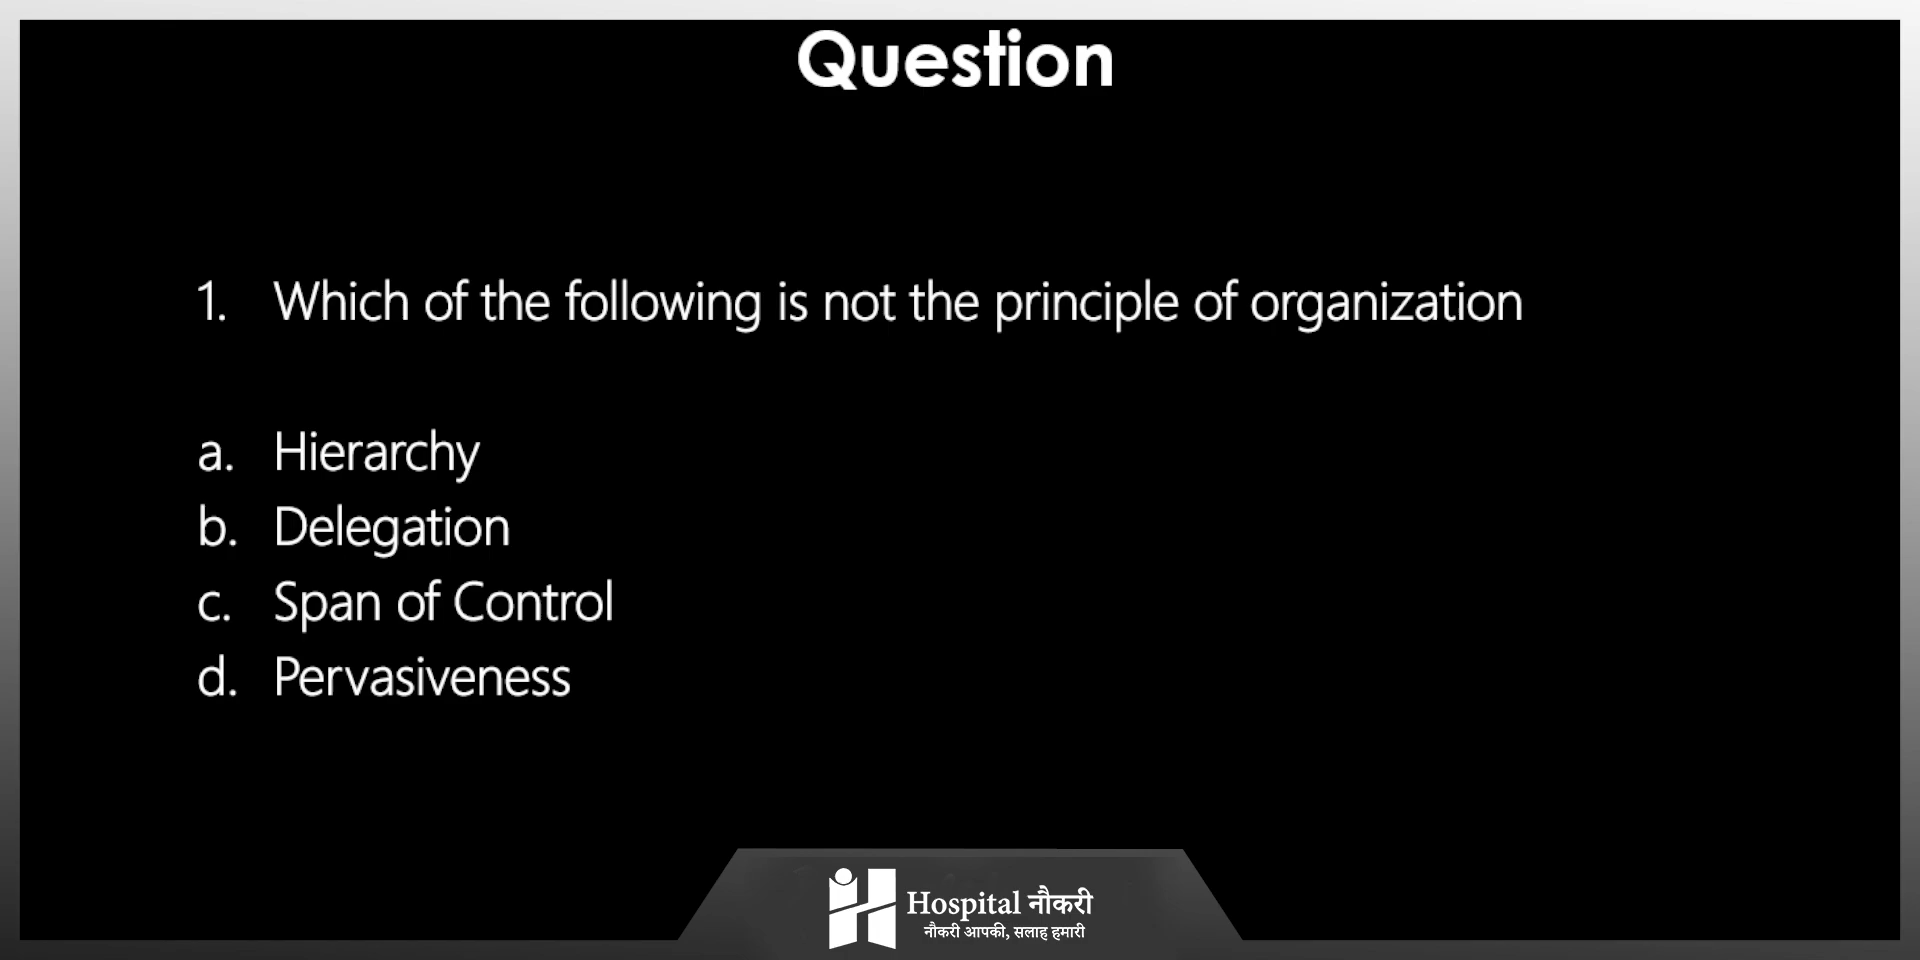 Question
1. Which of the following is not the principle of organization
a. Hierarchy
b. Delegation
c. Span of Control
d. Pervasiveness
Hospital नौकरी
नौकरी आपकी, सलाह हमारी